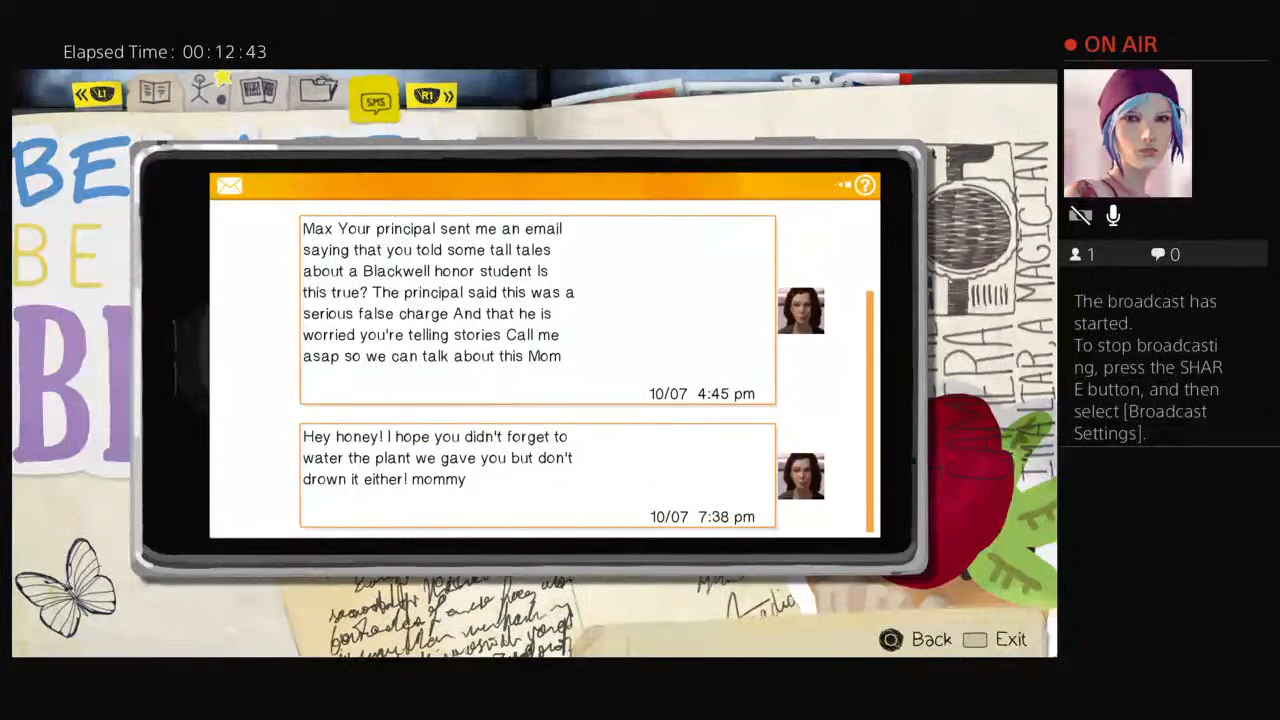 Elapsed Time: 00:12:43
ON AIR
L1
SMS
R1
BE
BE
?
Max Your principal sent me an email
saying that you told some tall tales
about a Blackwell honor student Is
this true? The principal said this was a
serious false charge And that he is
worried you're telling stories Call me
asap so we can talk about this Mom
10/07 4:45 pm
Hey honey! I hope you didn't forget to
water the plant we gave you but don't
drown it either! mommy
10/07 7:38 pm
A MAGICIAN
Back
Exit
1
0
The broadcast has
started.
To stop broadcasti
ng, press the SHAR
E button, and then
select [Broadcast
Settings].